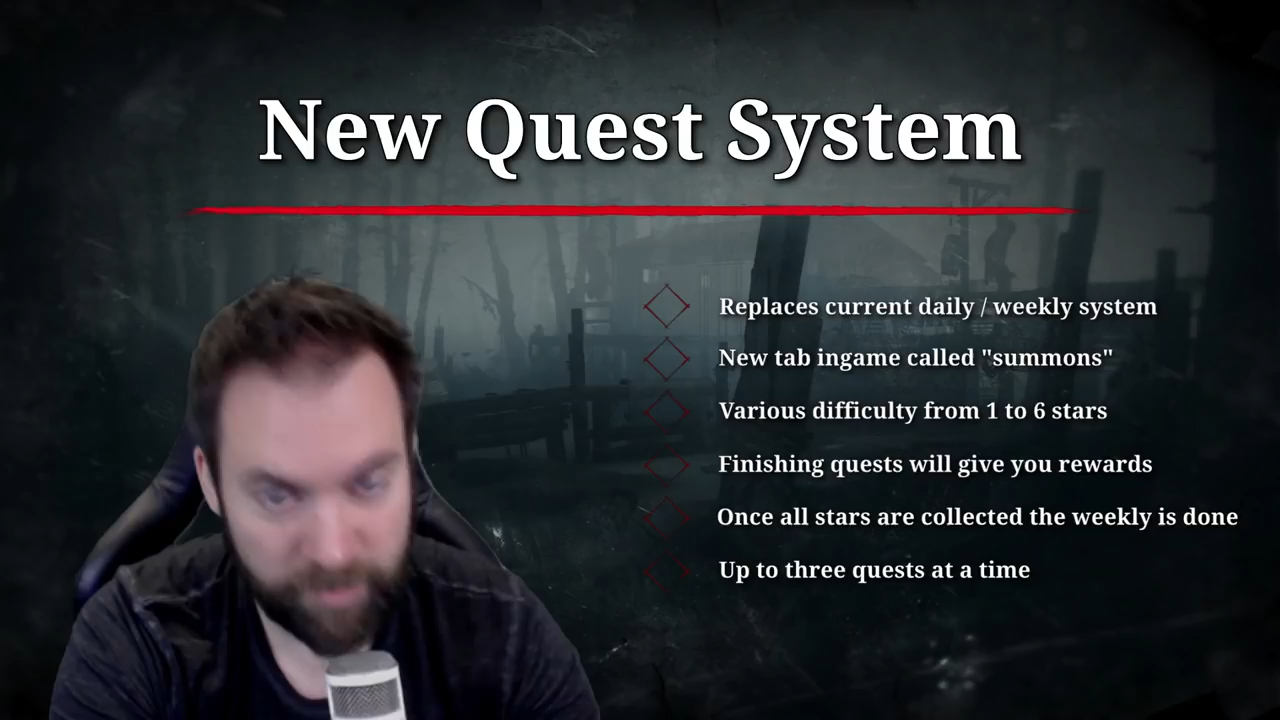 New Quest System
Replaces current daily / weekly system
New tab ingame called "summons"
Various difficulty from 1 to 6 stars
Finishing quests will give you rewards
Once all stars are collected the weekly is done
Up to three quests at a time